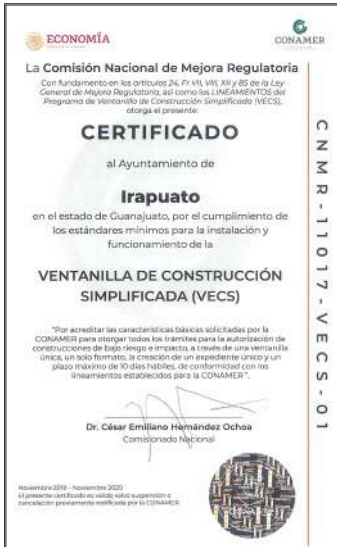 ECONOMÍA
CONAMER
La Comisión Nacional de Mejora Regulatoria
Con fundamento en los artículos 24, Fr VII, VIII, XII y 85 de la Ley
General de Mejora Regulatoria, así como los LINEAMIENTOS del
Programa de Ventanilla de Construcción Simplificada (VECS),
otorga el presente:
CERTIFICADO
al Ayuntamiento de
Irapuato
en el estado de Guanajuato, por el cumplimiento de
los estándares mínimos para la instalación y
funcionamiento de la
VENTANILLA DE CONSTRUCCIÓN
SIMPLIFICADA (VECS)
"Por acreditar las características básicas solicitadas por la
CONAMER para otorgar todos los trámites para la autorización de
construcciones de bajo riesgo e impacto, a través de una ventanilla
única, un solo formato, la creación de un expediente único y un
plazo máximo de 10 días hábiles, de conformidad con los
lineamientos establecidos para la CONAMER".
Dr. César Emiliano Hernández Ochoa
Comisionado Nacional
Noviembre 2019 - Noviembre 2020
El presente certificado es válido salvo suspensión o
cancelación previamente notificada por la CONAMER.
CNMR-11017-VECS-01